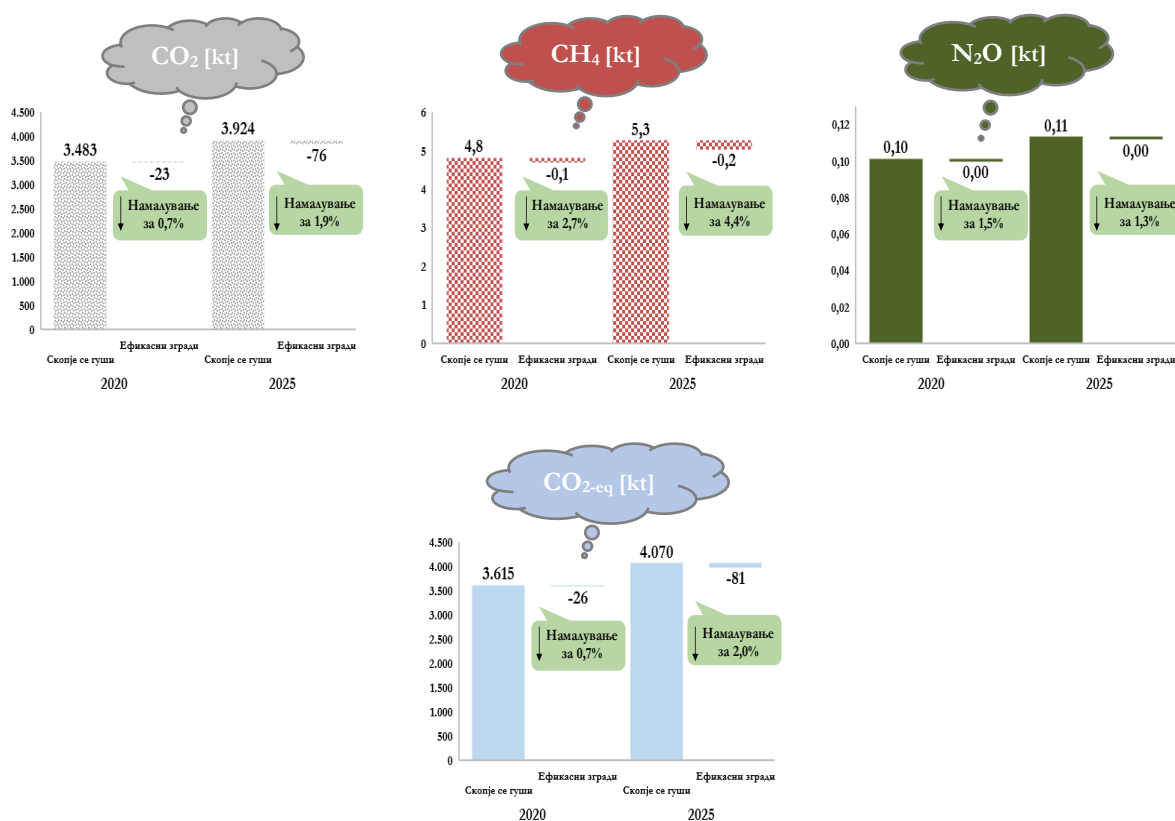 CO₂ [kt]
4.500
4.000
3.500
3.000
2.500
2.000
1.500
1.000
500
0
3.483
-23
3.924
-76
Намалување
за 0,7%
Намалување
за 1,9%
Скопје се гуши
Ефикасни згради
Скопје се гуши
Ефикасни згради
2020
2025
CH₄ [kt]
6
5
4
3
2
1
0
4,8
-0,1
5,3
-0,2
Намалување
за 2,7%
Намалување
за 4,4%
Скопје се гуши
Ефикасни згради
Скопје се гуши
Ефикасни згради
2020
2025
N₂O [kt]
0,12
0,10
0,08
0,06
0,04
0,02
0,00
0,10
0,00
0,11
0,00
Намалување
за 1,5%
Намалување
за 1,3%
Скопје се гуши
Ефикасни згради
Скопје се гуши
Ефикасни згради
2020
2025
CO₂₋eq [kt]
4.500
4.000
3.500
3.000
2.500
2.000
1.500
1.000
500
0
3.615
-26
4.070
-81
Намалување
за 0,7%
Намалување
за 2,0%
Скопје се гуши
Ефикасни згради
Скопје се гуши
Ефикасни згради
2020
2025